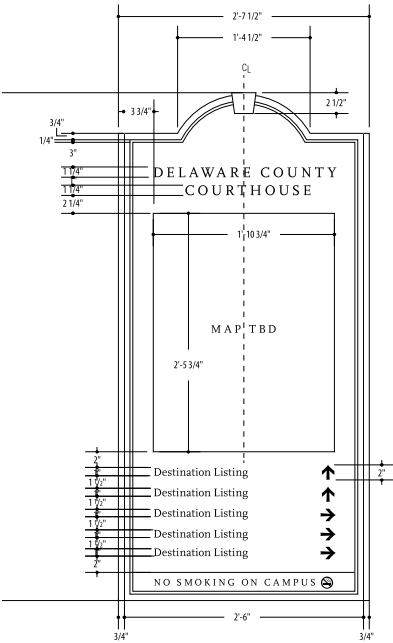 2'-7 1/2"
1'-4 1/2"
CL
2 1/2"
3 3/4"
3/4"
1/4"
3"
1 1/4"
DELAWARE COUNTY
1 1/4"
COURTHOUSE
2 1/4"
1'-10 3/4"
MAP TBD
2'-5 3/4"
2"
Destination Listing
2"
1 1/2"
Destination Listing
1 1/2"
Destination Listing
1 1/2"
Destination Listing
1 1/2"
Destination Listing
2"
NO SMOKING ON CAMPUS
2'-6"
3/4"
3/4"